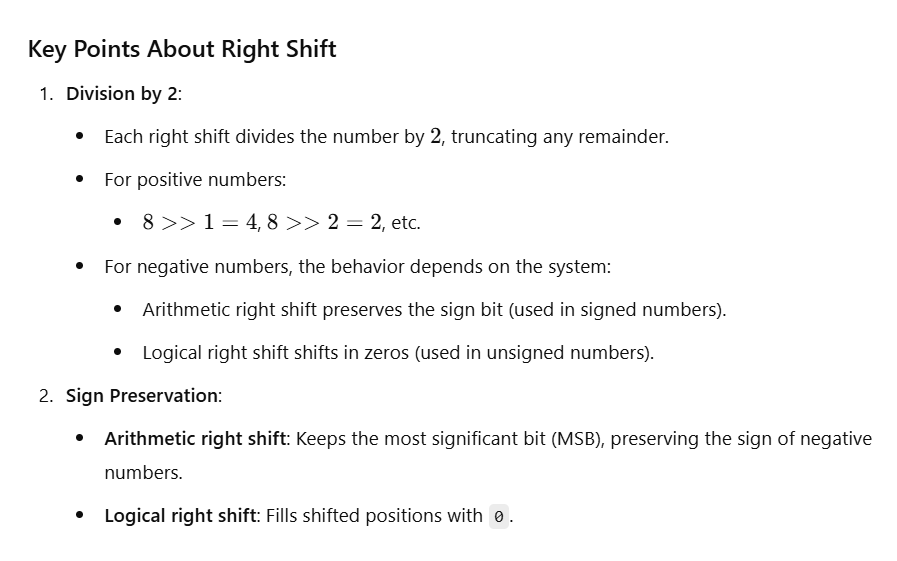 Key Points About Right Shift
1. Division by 2:
• Each right shift divides the number by 2, truncating any remainder.
• For positive numbers:
• 8 >> 1 = 4, 8 >> 2 = 2, etc.
• For negative numbers, the behavior depends on the system:
• Arithmetic right shift preserves the sign bit (used in signed numbers).
• Logical right shift shifts in zeros (used in unsigned numbers).
2. Sign Preservation:
• Arithmetic right shift: Keeps the most significant bit (MSB), preserving the sign of negative
numbers.
• Logical right shift: Fills shifted positions with 0.